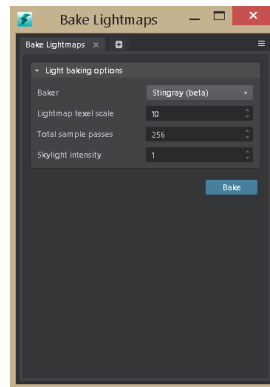 Bake Lightmaps
Bake Lightmaps
Light baking options
Baker Stingray (beta)
Lightmap texel scale 10
Total sample passes 256
Skylight intensity 1
Bake